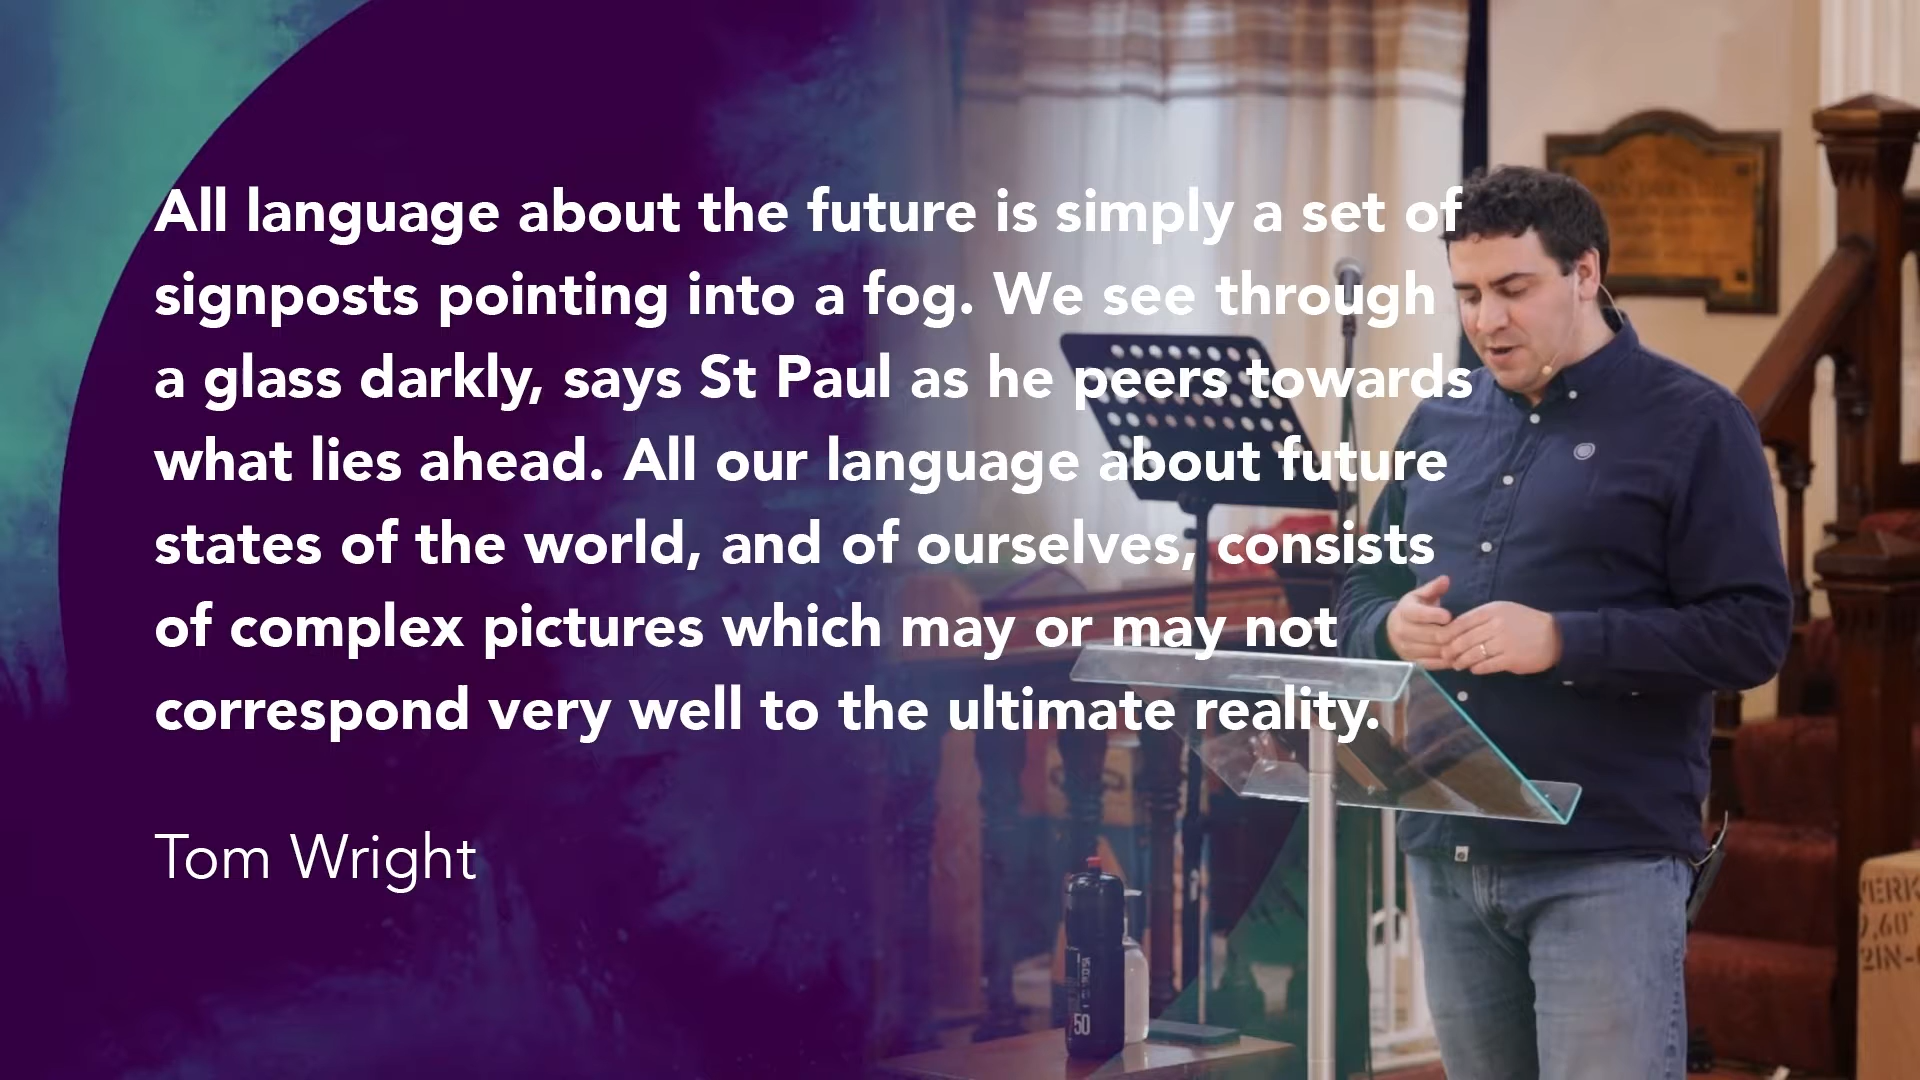 All language about the future is simply a set of
signposts pointing into a fog. We see through
a glass darkly, says St Paul as he peers towards
what lies ahead. All our language about future
states of the world, and of ourselves, consists
of complex pictures which may or may not
correspond very well to the ultimate reality.
Tom Wright
50